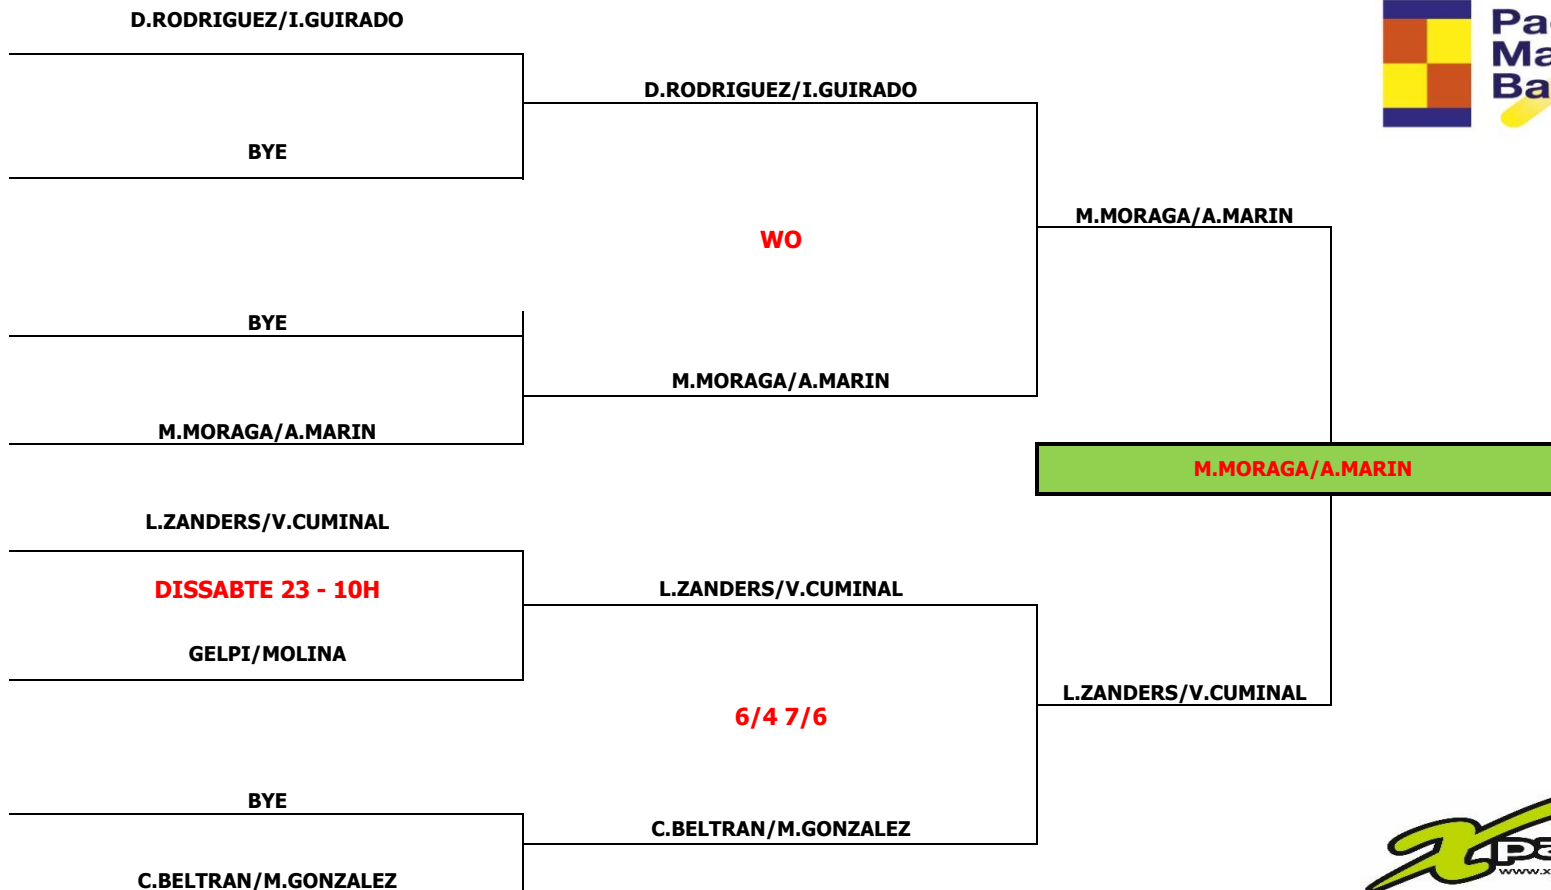 D.RODRIGUEZ/I.GUIRADO
D.RODRIGUEZ/I.GUIRADO
BYE
M.MORAGA/A.MARIN
WO
BYE
M.MORAGA/A.MARIN
M.MORAGA/A.MARIN
M.MORAGA/A.MARIN
L.ZANDERS/V.CUMINAL
DISSABTE 23 - 10H
L.ZANDERS/V.CUMINAL
GELPI/MOLINA
L.ZANDERS/V.CUMINAL
6/4 7/6
BYE
C.BELTRAN/M.GONZALEZ
C.BELTRAN/M.GONZALEZ